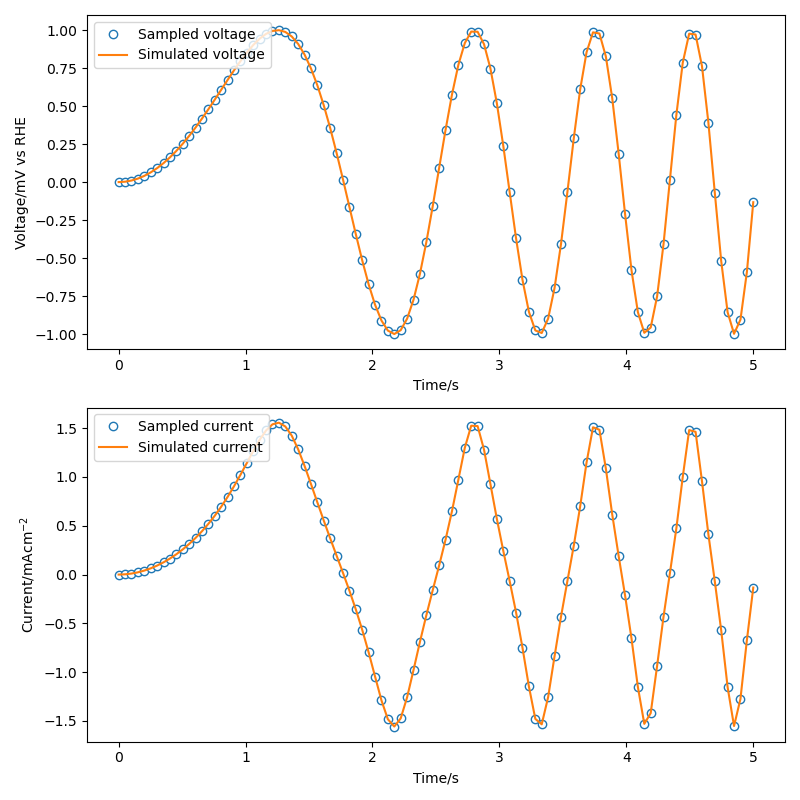 1.00
0.75
0.50
0.25
0.00
−0.25
−0.50
−0.75
−1.00
Voltage/mV vs RHE
Sampled voltage
Simulated voltage
0 1 2 3 4 5
Time/s
1.5
1.0
0.5
0.0
−0.5
−1.0
−1.5
Current/mAcm⁻²
Sampled current
Simulated current
0 1 2 3 4 5
Time/s